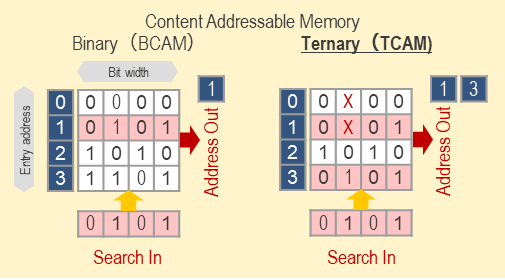 Content Addressable Memory
Binary（BCAM）
Ternary（TCAM)
Bit width
Entry address
0 0 0 0 0
1 0 1 0 1
2 1 0 1 0
3 1 1 0 1
1
Address Out
0 1 0 1
Search In
0 0 X 0 0
1 0 X 0 1
2 1 0 1 0
3 0 1 0 1
1 3
Address Out
0 1 0 1
Search In